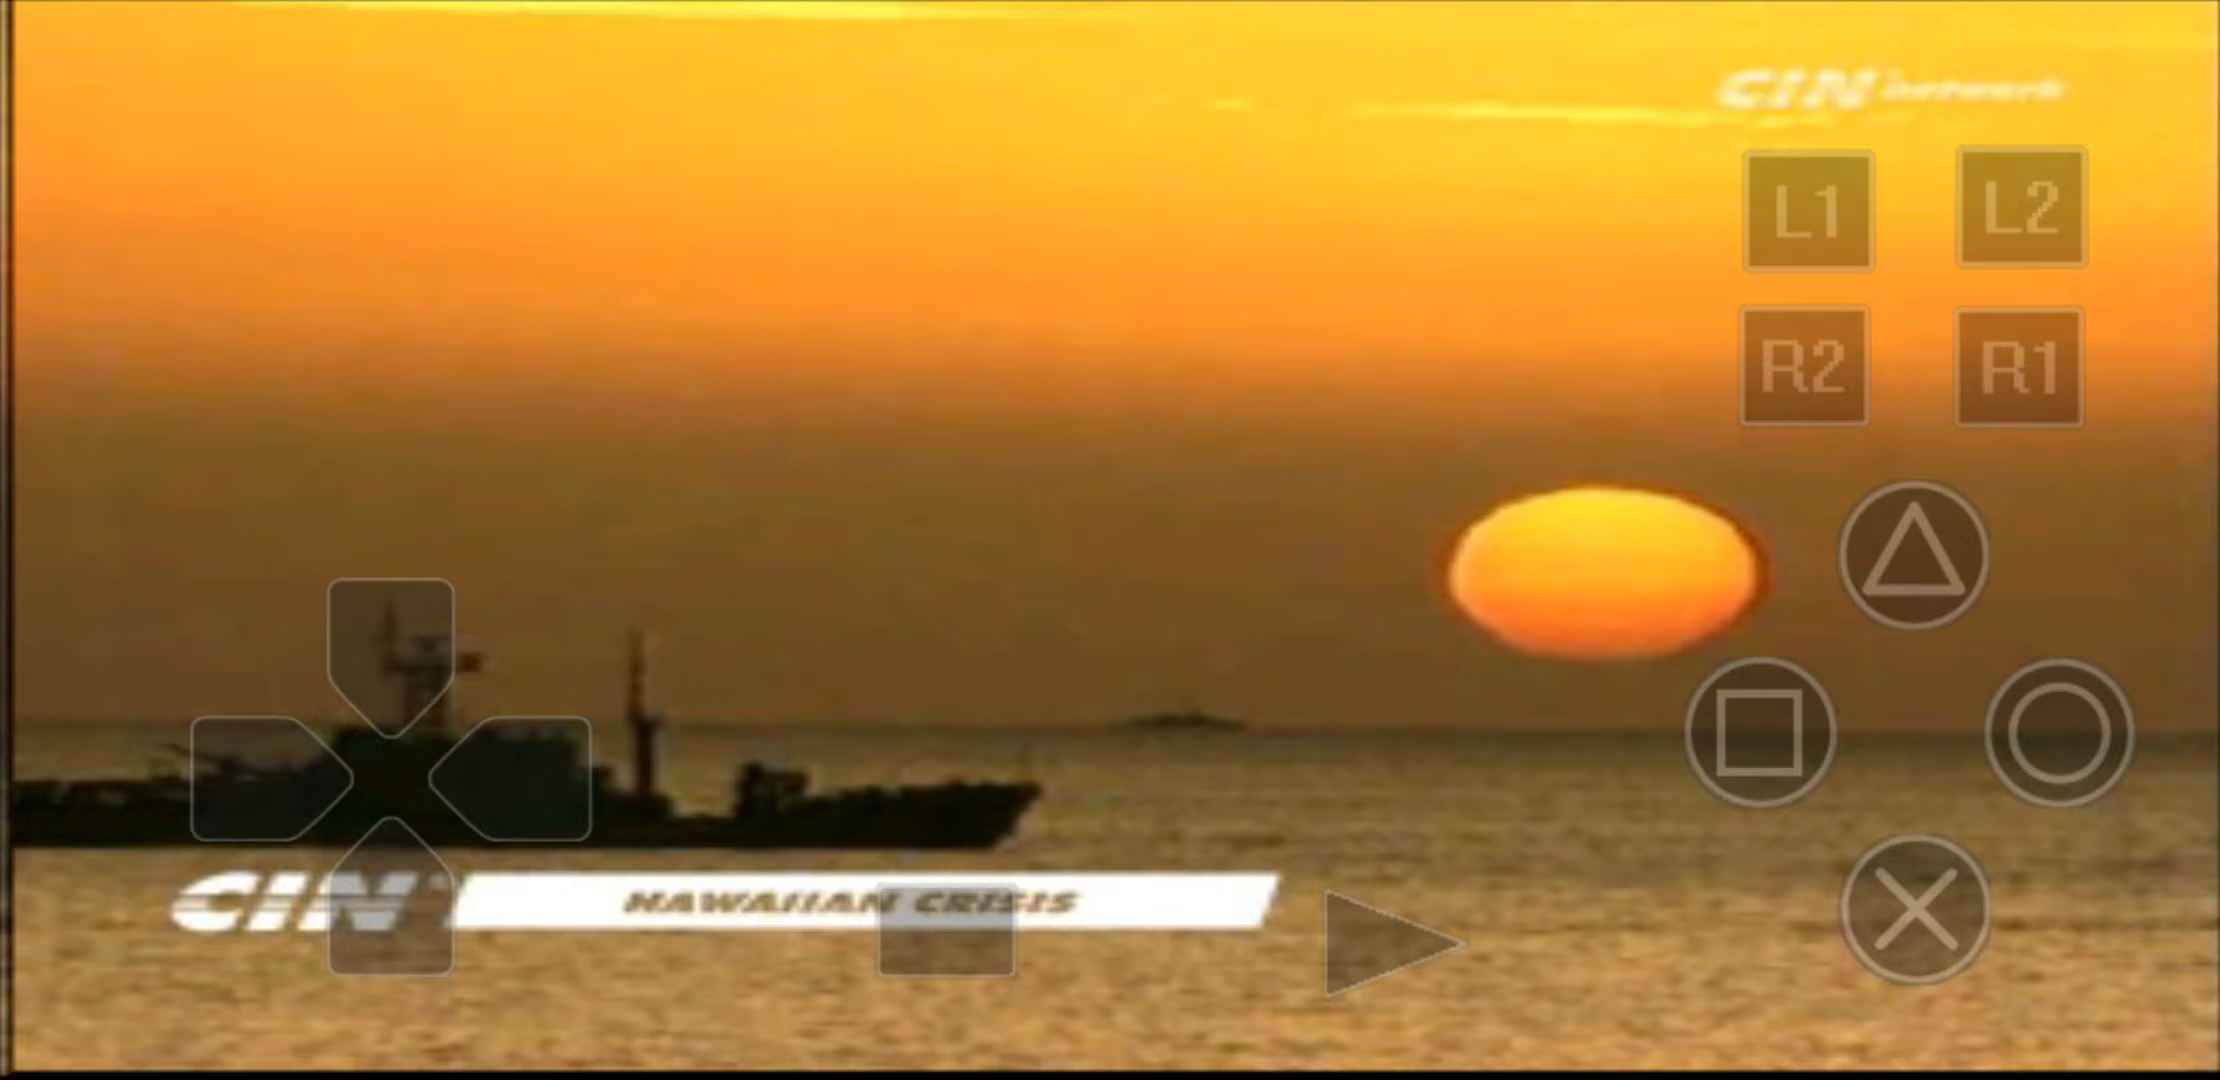 CIN network
L1 L2
R2 R1
CIN HAWAIIAN CRISIS